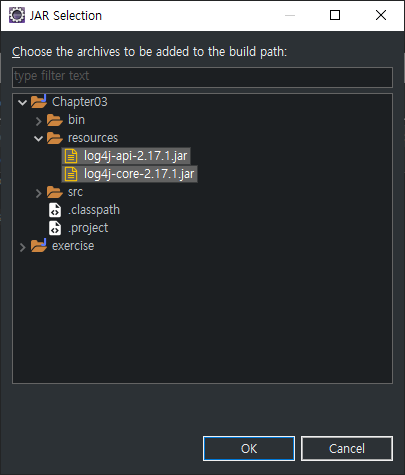 JAR Selection
Choose the archives to be added to the build path:
type filter text
Chapter03
bin
resources
log4j-api-2.17.1.jar
log4j-core-2.17.1.jar
src
.classpath
.project
exercise
OK
Cancel